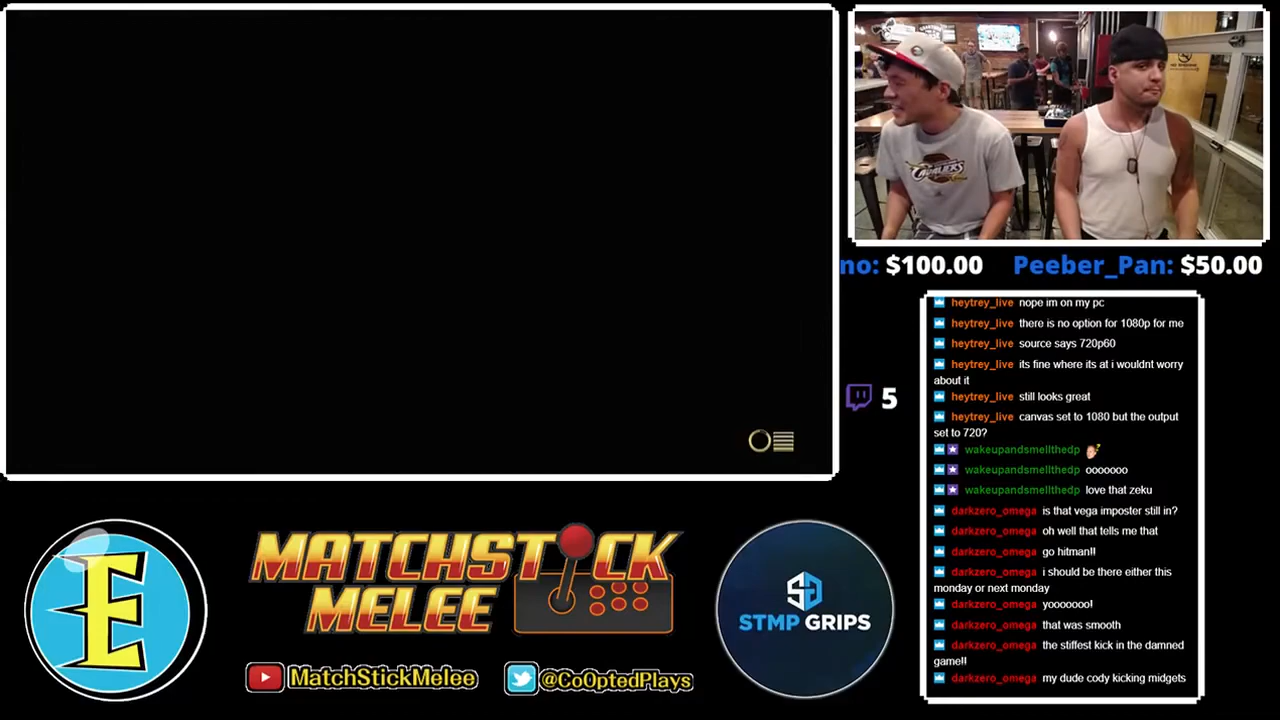 CAVALIERS
no: $100.00 Peeber_Pan: $50.00
heytrey_live nope im on my pc
heytrey_live there is no option for 1080p for me
heytrey_live source says 720p60
heytrey_live its fine where its at i wouldnt worry
about it
heytrey_live still looks great
heytrey_live canvas set to 1080 but the output
set to 720?
wakeupandsmellthedp
wakeupandsmellthedp ooooooo
wakeupandsmellthedp love that zeku
darkzero_omega is that vega imposter still in?
darkzero_omega oh well that tells me that
darkzero_omega go hitman!!
darkzero_omega i should be there either this
monday or next monday
darkzero_omega yooooooo!
darkzero_omega that was smooth
darkzero_omega the stiffest kick in the damned
game!!
darkzero_omega my dude cody kicking midgets
5
E
MATCHSTICK
MELEE
STMP GRIPS
MatchStickMelee
@CoOptedPlays